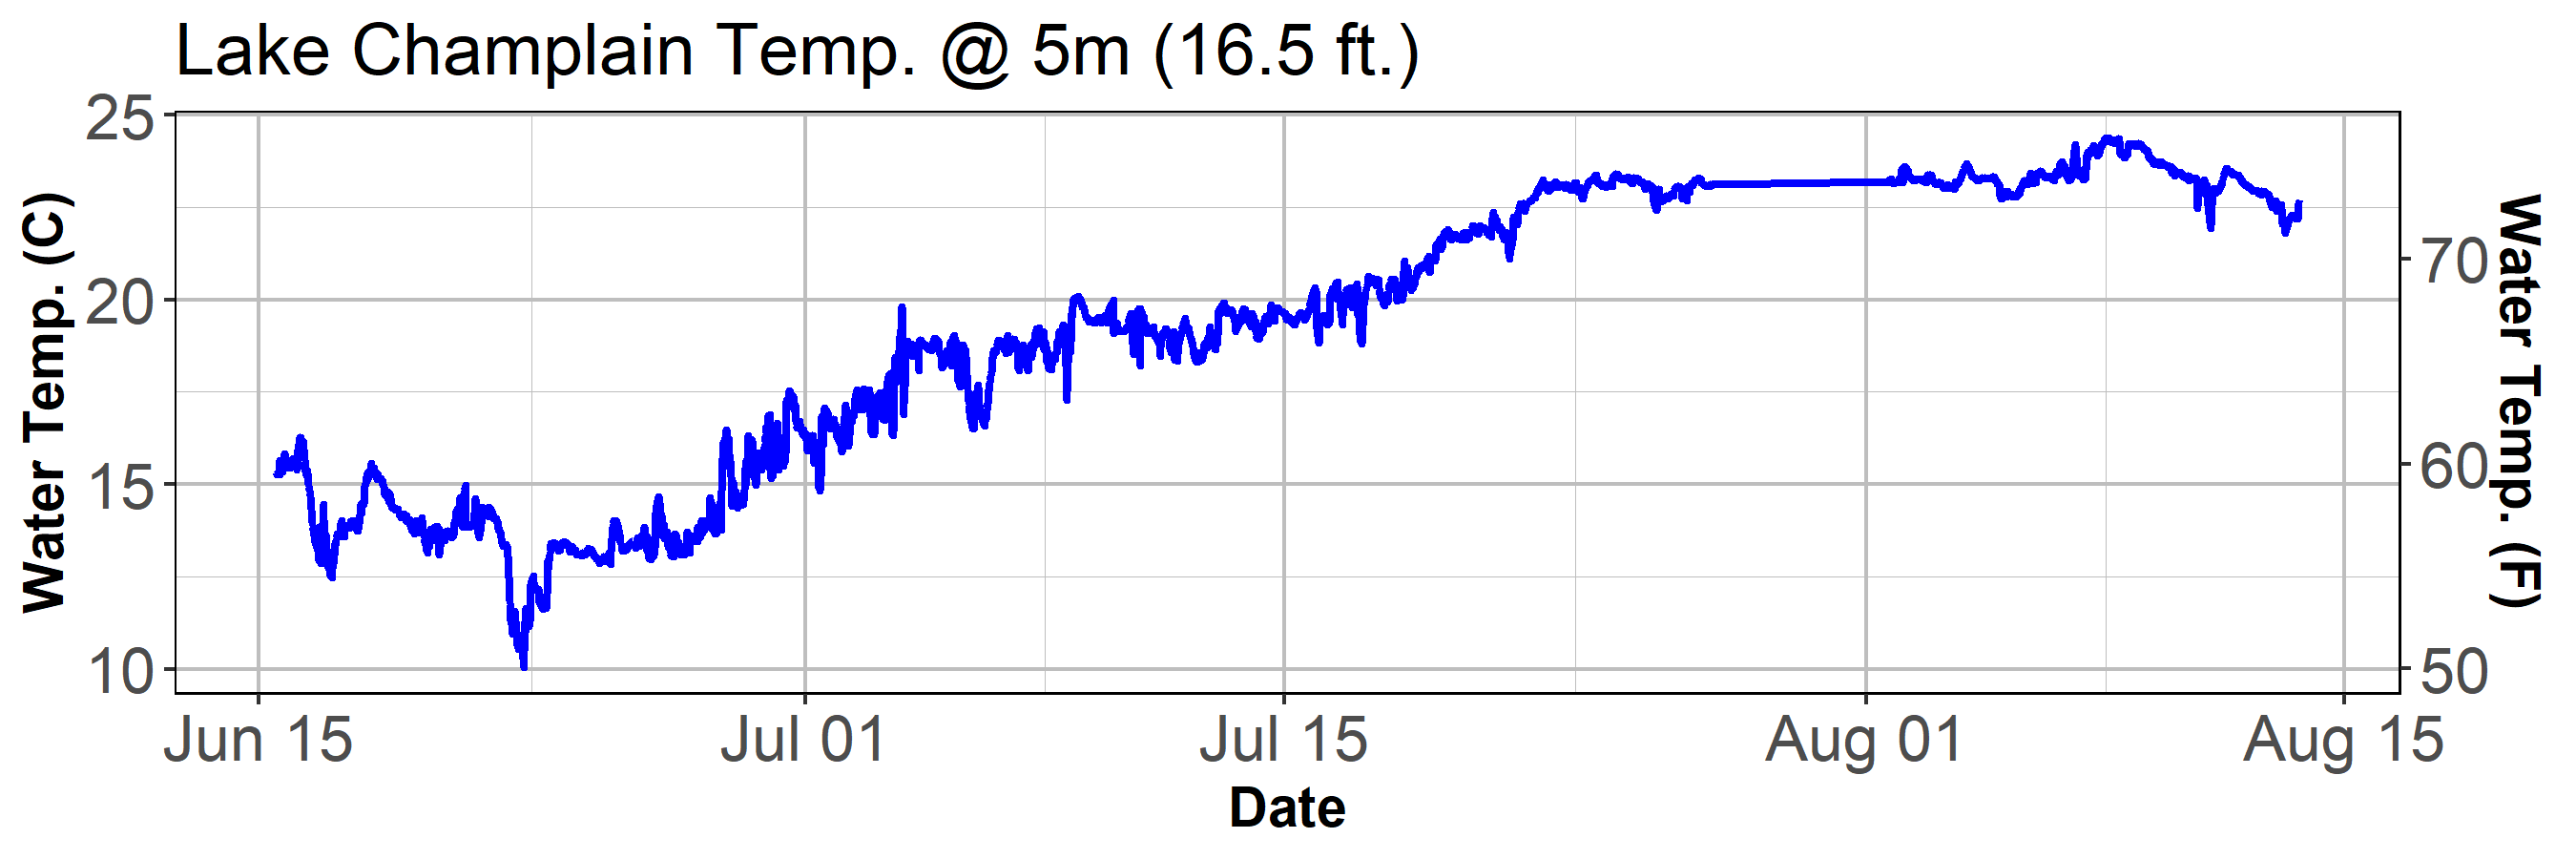 Lake Champlain Temp. @ 5m (16.5 ft.)
25
20
15
10
Water Temp. (C)
70
60
50
Water Temp. (F)
Jun 15
Jul 01
Jul 15
Aug 01
Aug 15
Date